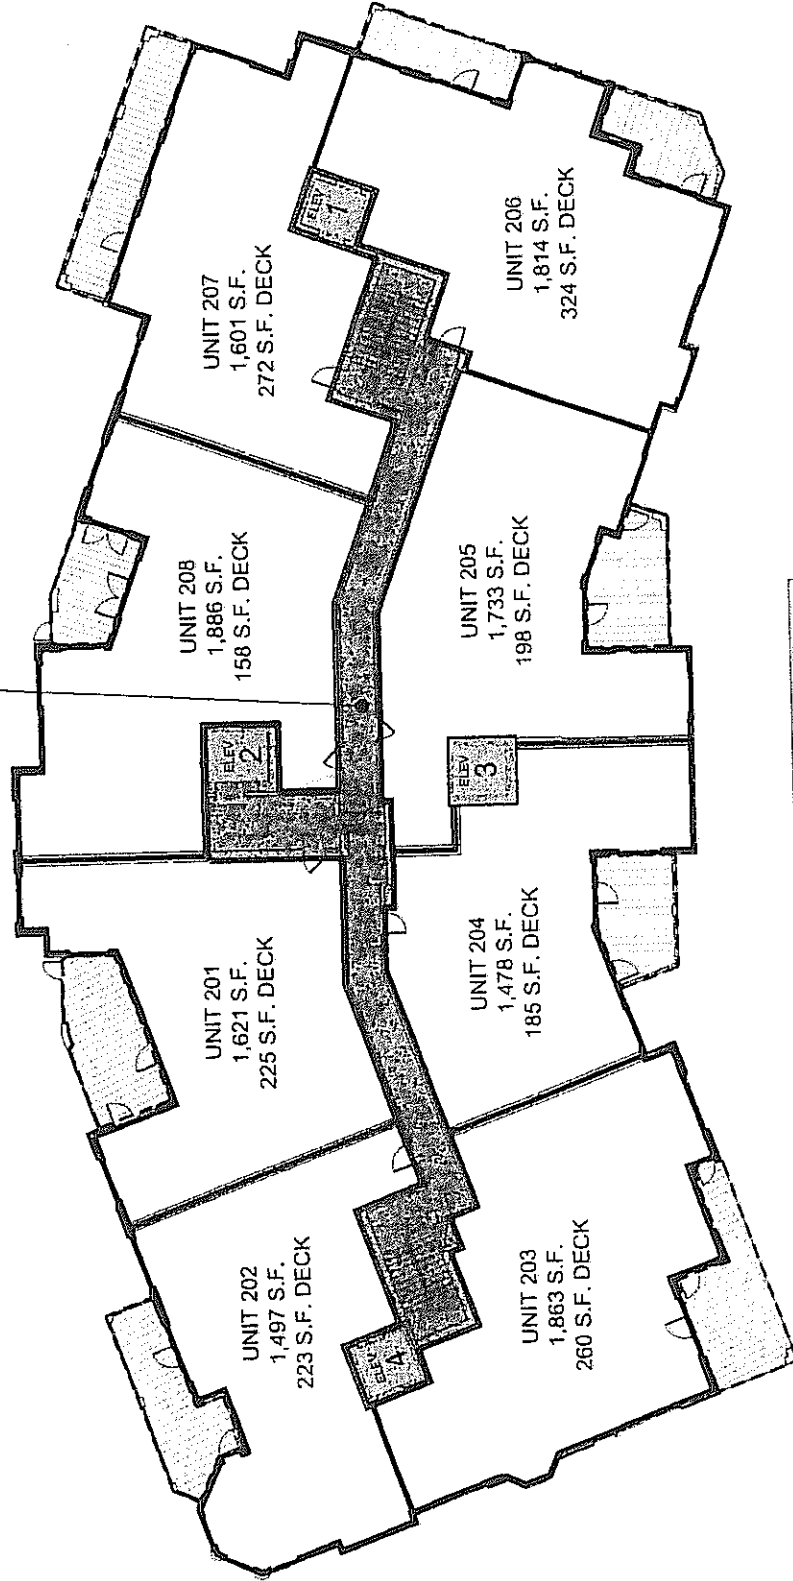 UNIT 207
1,601 S.F.
272 S.F. DECK
ELEV
1
UNIT 206
1,814 S.F.
324 S.F. DECK
UNIT 208
1,886 S.F.
158 S.F. DECK
ELEV
2
UNIT 205
1,733 S.F.
198 S.F. DECK
ELEV
3
UNIT 201
1,621 S.F.
225 S.F. DECK
UNIT 204
1,478 S.F.
185 S.F. DECK
UNIT 202
1,497 S.F.
223 S.F. DECK
ELEV
4
UNIT 203
1,863 S.F.
260 S.F. DECK